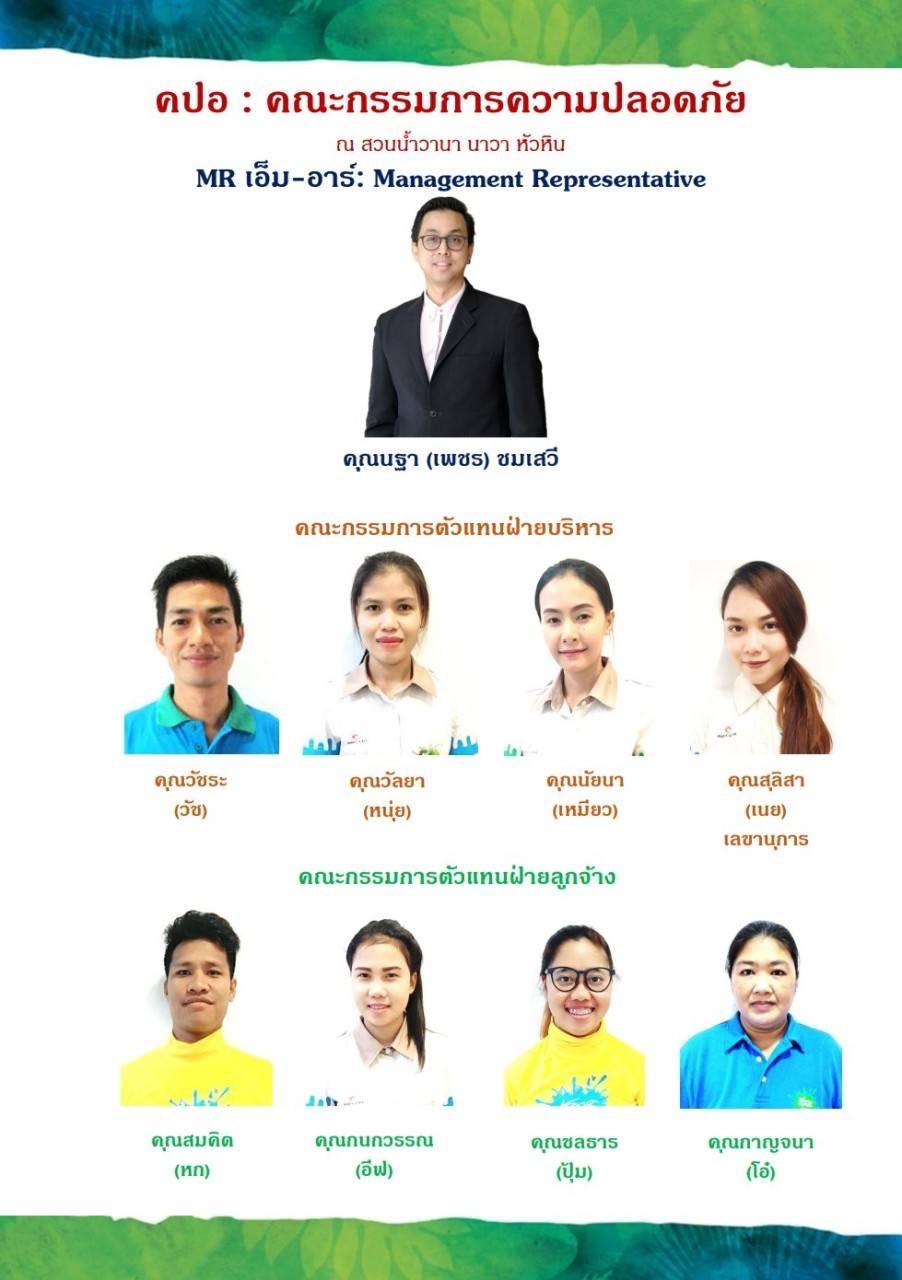 คปอ : คณะกรรมการความปลอดภัย
ณ สวนน้ำวานา นาวา หัวหิน
MR เอ็ม-อาร์: Management Representative
คุณนฐา (เพชร) ชมเสวี
คณะกรรมการตัวแทนฝ่ายบริหาร
คุณวัชระ
(วัช)
คุณวัลยา
(หนุ่ย)
คุณนัยนา
(เหมียว)
คุณสุลิสา
(เนย)
เลขานุการ
คณะกรรมการตัวแทนฝ่ายลูกจ้าง
คุณสมคิด
(หก)
คุณกนกวรรณ
(อีฟ)
คุณชลธาร
(ปุ้ม)
คุณกาญจนา
(โอ๋)